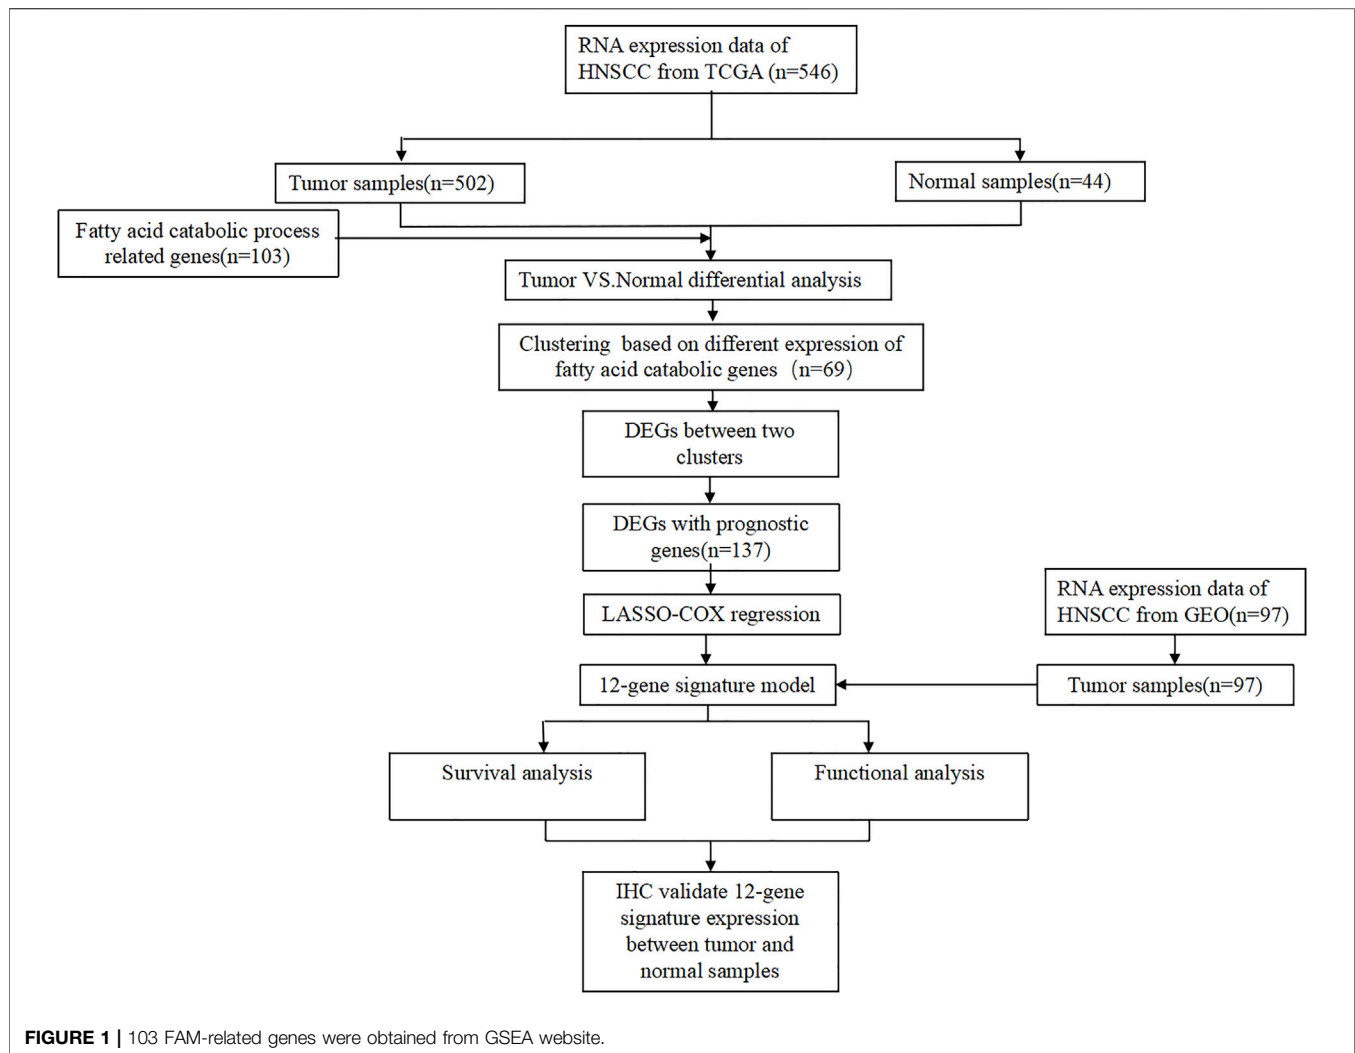 RNA expression data of
HNSCC from TCGA (n=546)
Tumor samples(n=502)
Normal samples(n=44)
Fatty acid catabolic process
related genes(n=103)
Tumor VS.Normal differential analysis
Clustering based on different expression of
fatty acid catabolic genes (n=69)
DEGs between two
clusters
DEGs with prognostic
genes(n=137)
LASSO-COX regression
RNA expression data of
HNSCC from GEO(n=97)
12-gene signature model
Tumor samples(n=97)
Survival analysis
Functional analysis
IHC validate 12-gene
signature expression
between tumor and
normal samples
FIGURE 1 | 103 FAM-related genes were obtained from GSEA website.